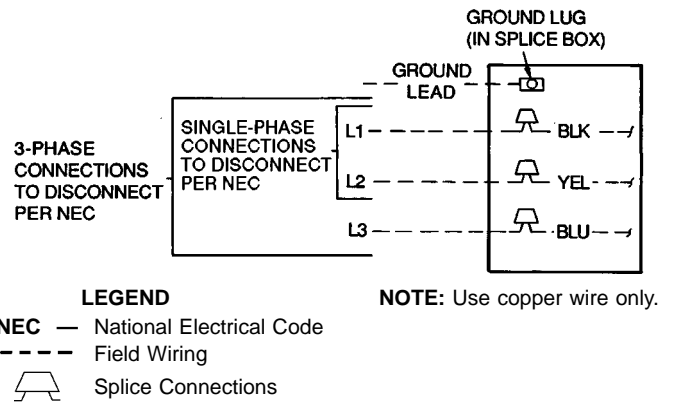 GROUND LUG
(IN SPLICE BOX)
GROUND
LEAD
3-PHASE
CONNECTIONS
TO DISCONNECT
PER NEC
SINGLE-PHASE
CONNECTIONS
TO DISCONNECT
PER NEC
L1
BLK
L2
YEL
L3
BLU
LEGEND
NEC — National Electrical Code
Field Wiring
Splice Connections
NOTE: Use copper wire only.